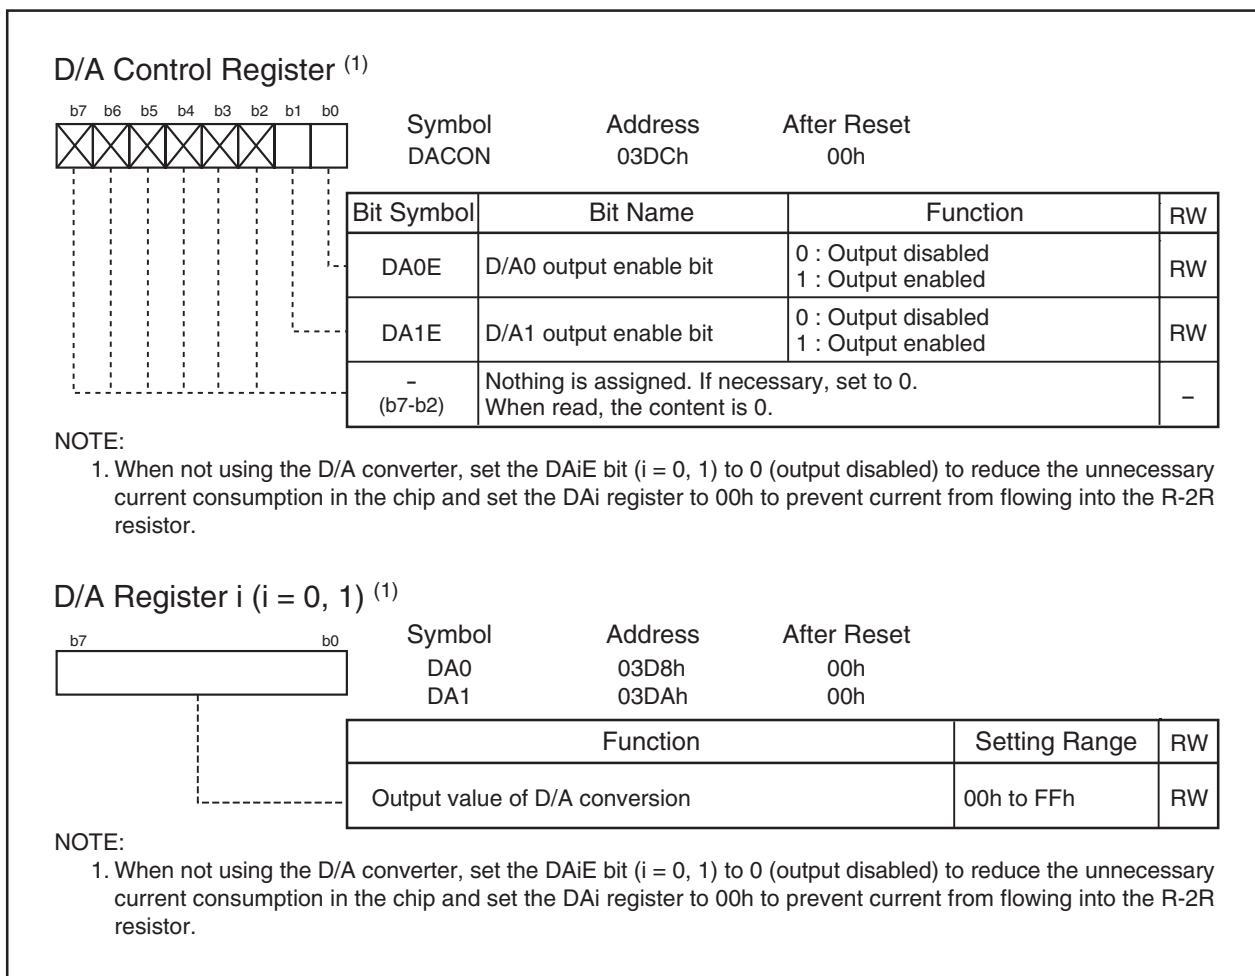 D/A Control Register (1)
b7 b6 b5 b4 b3 b2 b1 b0
Symbol Address After Reset
DACON 03DCh 00h
Bit Symbol Bit Name Function RW
DA0E D/A0 output enable bit 0 : Output disabled
1 : Output enabled RW
DA1E D/A1 output enable bit 0 : Output disabled
1 : Output enabled RW
– (b7-b2) Nothing is assigned. If necessary, set to 0.
When read, the content is 0. –
NOTE:
1. When not using the D/A converter, set the DAiE bit (i = 0, 1) to 0 (output disabled) to reduce the unnecessary
current consumption in the chip and set the DAi register to 00h to prevent current from flowing into the R-2R
resistor.
D/A Register i (i = 0, 1) (1)
b7 b0
Symbol Address After Reset
DA0 03D8h 00h
DA1 03DAh 00h
Function Setting Range RW
Output value of D/A conversion 00h to FFh RW
NOTE:
1. When not using the D/A converter, set the DAiE bit (i = 0, 1) to 0 (output disabled) to reduce the unnecessary
current consumption in the chip and set the DAi register to 00h to prevent current from flowing into the R-2R
resistor.